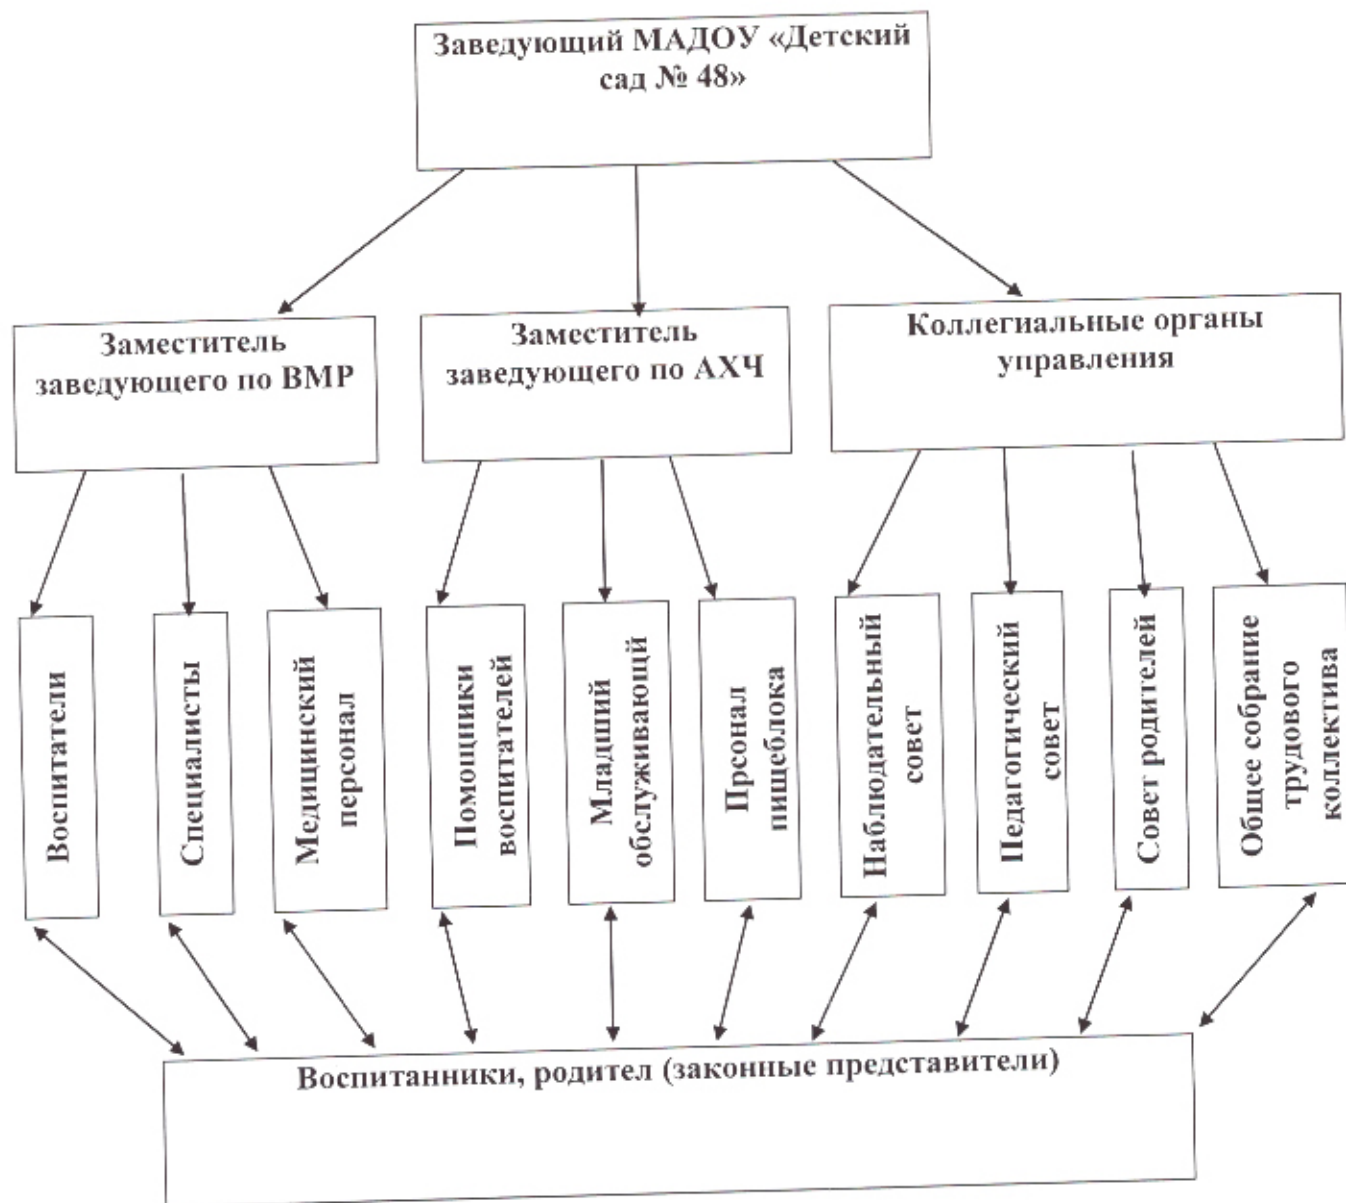 Заведующий МАДОУ «Детский
сад № 48»
Заместитель
заведующего по ВМР
Заместитель
заведующего по АХЧ
Коллегиальные органы
управления
Воспитатели
Специалисты
Медицинский
персонал
Помощники
воспитателей
Младший
обслуживающй
Прсонал
пищеблока
Наблюдательный
совет
Педагогический
совет
Совет родителей
Общее собрание
трудового
коллектива
Воспитанники, родител (законные представители)